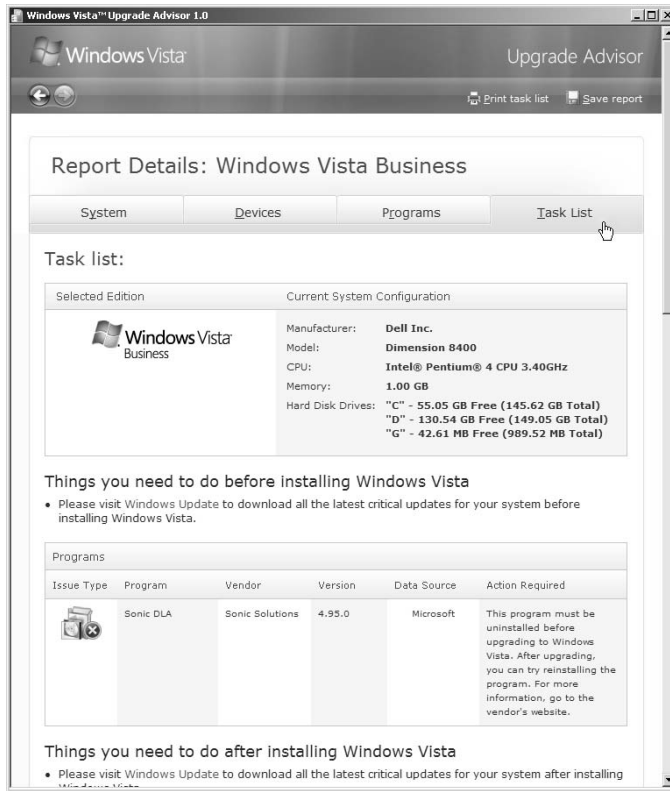 Windows Vista™ Upgrade Advisor 1.0
Windows Vista™
Upgrade Advisor
Print task list Save report
Report Details: Windows Vista Business
System Devices Programs Task List
Task list:
Selected Edition Current System Configuration
Windows Vista™
Business
Manufacturer: Dell Inc.
Model: Dimension 8400
CPU: Intel® Pentium® 4 CPU 3.40GHz
Memory: 1.00 GB
Hard Disk Drives: "C" - 55.05 GB Free (145.62 GB Total)
"D" - 130.54 GB Free (149.05 GB Total)
"G" - 42.61 MB Free (989.52 MB Total)
Things you need to do before installing Windows Vista
• Please visit Windows Update to download all the latest critical updates for your system before
installing Windows Vista.
Programs
Issue Type Program Vendor Version Data Source Action Required
Sonic DLA Sonic Solutions 4.95.0 Microsoft This program must be
uninstalled before
upgrading to Windows
Vista. After upgrading,
you can try reinstalling the
program. For more
information, go to the
vendor's website.
Things you need to do after installing Windows Vista
• Please visit Windows Update to download all the latest critical updates for your system after installing
Windows Vista